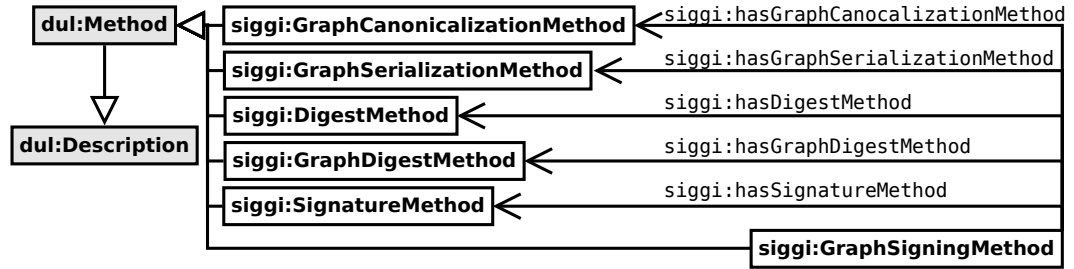 dul:Method
siggi:GraphCanonicalizationMethod
siggi:hasGraphCanocalizationMethod
siggi:GraphSerializationMethod
siggi:hasGraphSerializationMethod
siggi:DigestMethod
siggi:hasDigestMethod
dul:Description
siggi:GraphDigestMethod
siggi:hasGraphDigestMethod
siggi:SignatureMethod
siggi:hasSignatureMethod
siggi:GraphSigningMethod